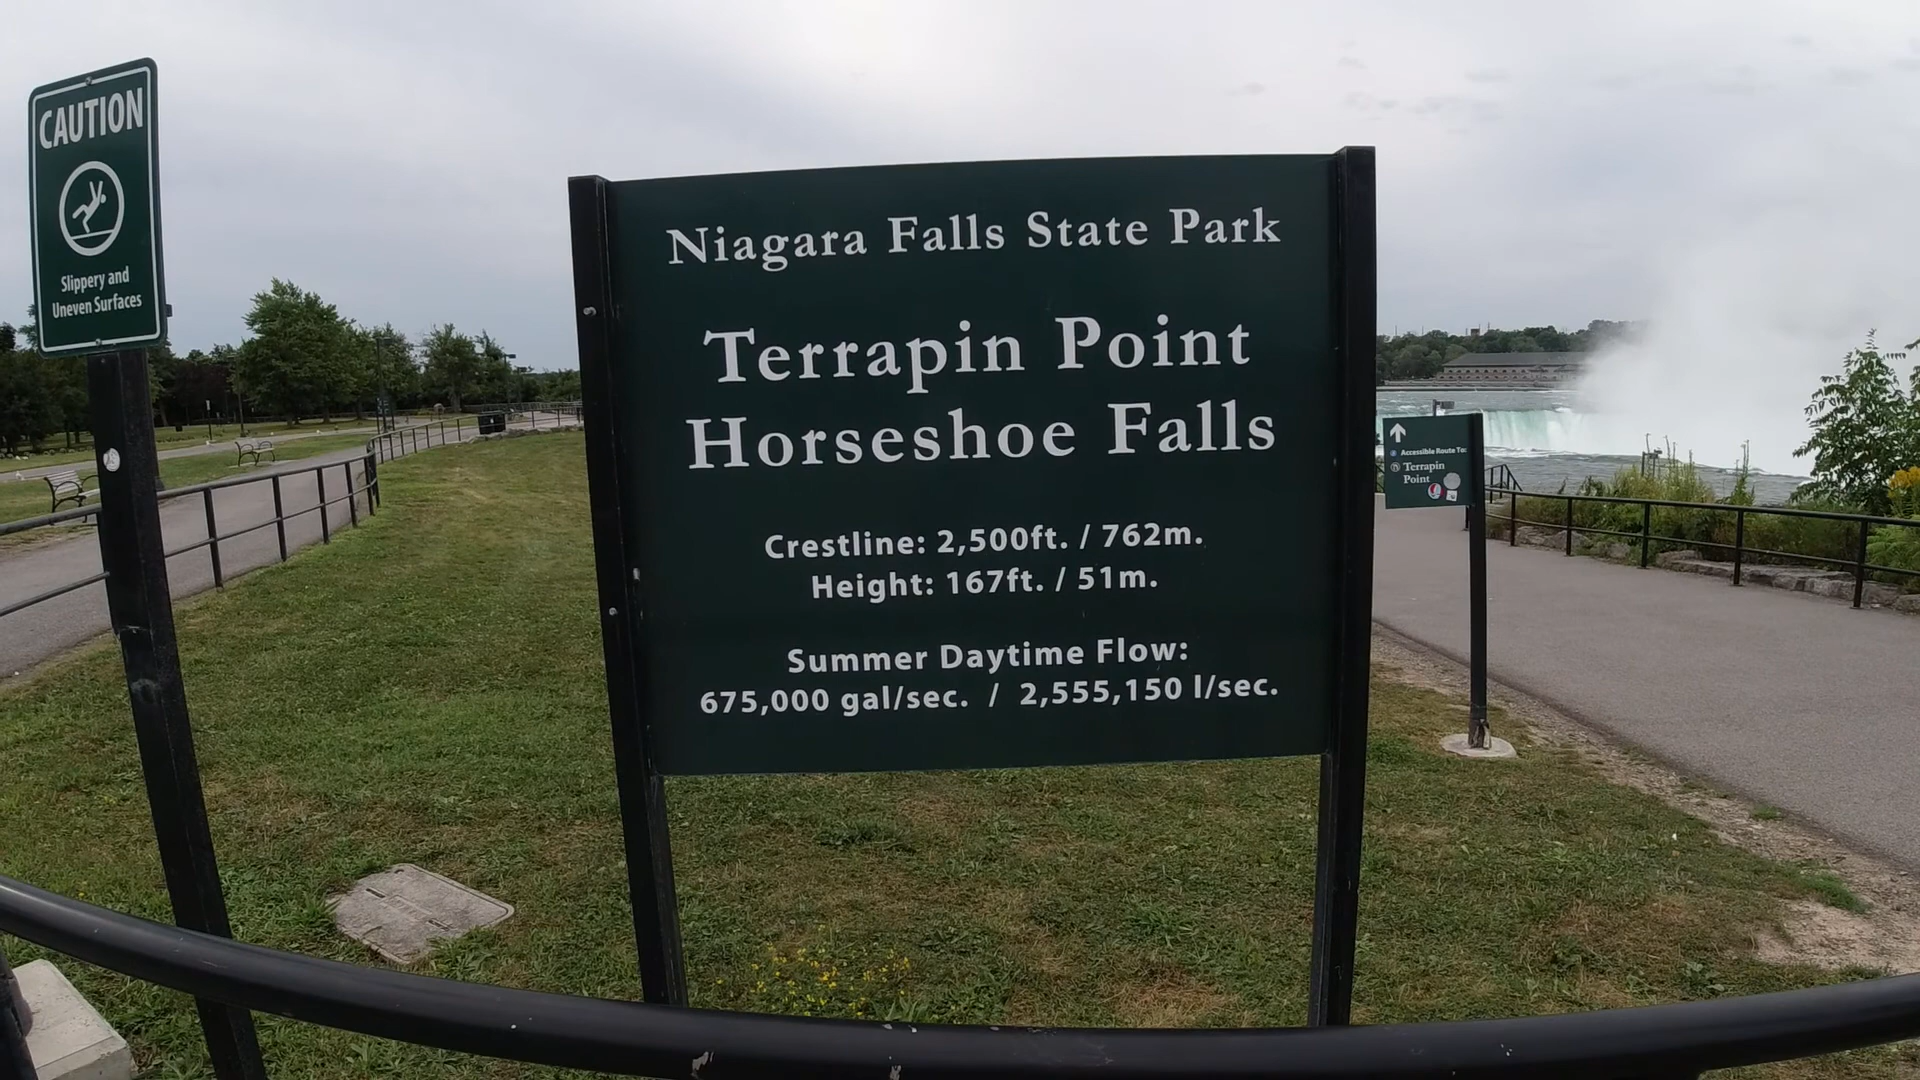 CAUTION
Slippery and
Uneven Surfaces
Niagara Falls State Park
Terrapin Point
Horseshoe Falls
Crestline: 2,500ft. / 762m.
Height: 167ft. / 51m.
Summer Daytime Flow:
675,000 gal/sec. / 2,555,150 l/sec.
Accessible Route To:
Terrapin
Point